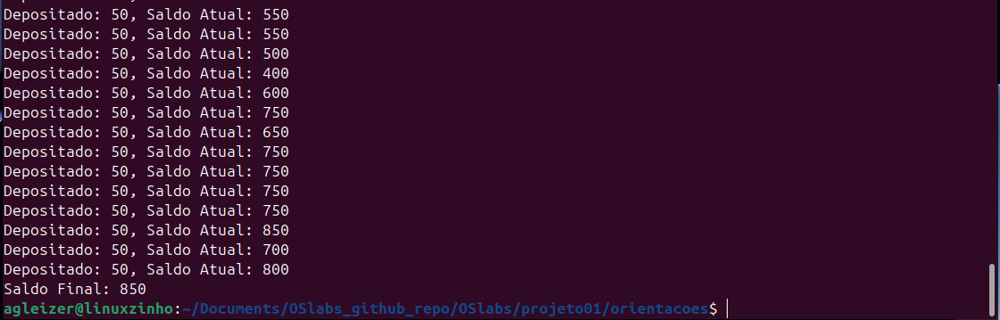 Depositado: 50, Saldo Atual: 550
Depositado: 50, Saldo Atual: 550
Depositado: 50, Saldo Atual: 500
Depositado: 50, Saldo Atual: 400
Depositado: 50, Saldo Atual: 600
Depositado: 50, Saldo Atual: 750
Depositado: 50, Saldo Atual: 650
Depositado: 50, Saldo Atual: 750
Depositado: 50, Saldo Atual: 750
Depositado: 50, Saldo Atual: 750
Depositado: 50, Saldo Atual: 750
Depositado: 50, Saldo Atual: 850
Depositado: 50, Saldo Atual: 700
Depositado: 50, Saldo Atual: 800
Saldo Final: 850
agleizer@linuxzinho:~/Documents/OSlabs_github_repo/OSlabs/projeto01/orientacoes$